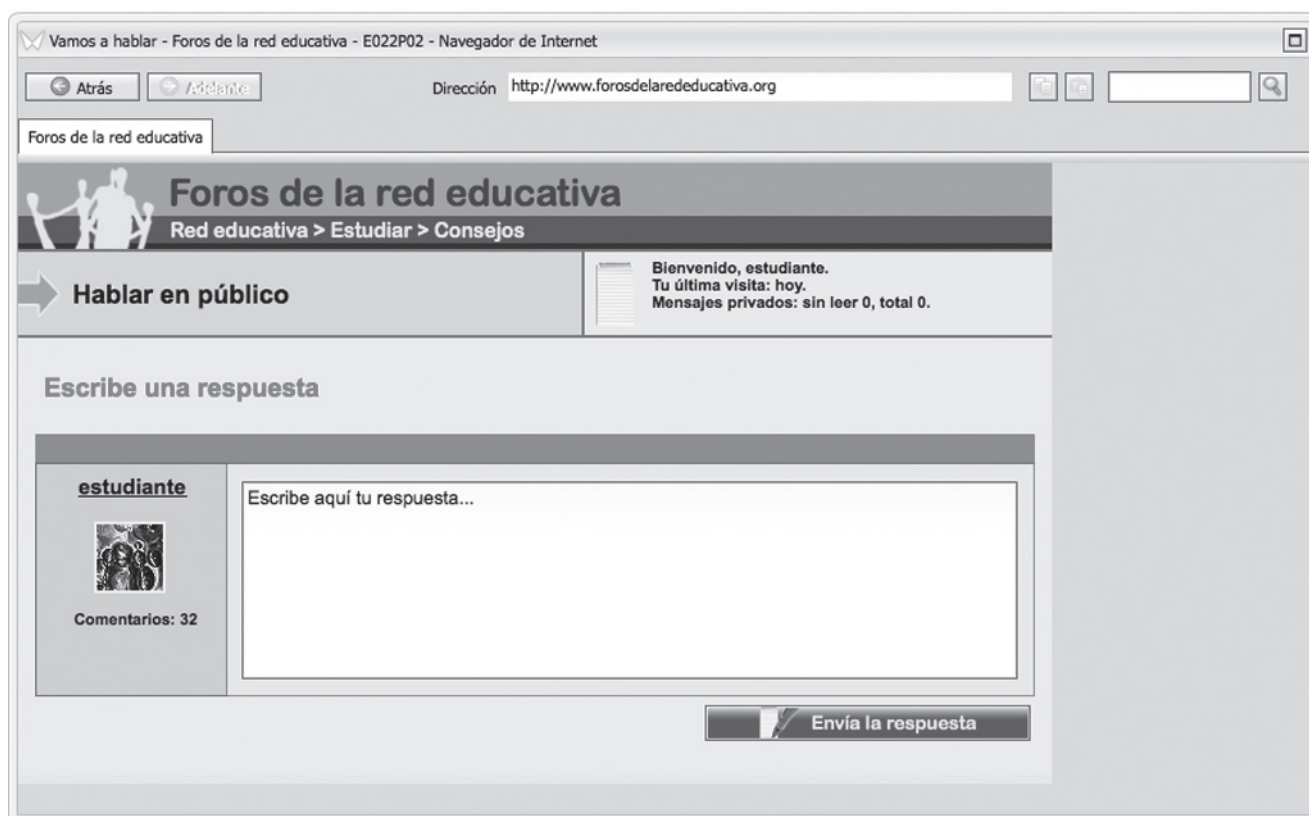 Vamos a hablar - Foros de la red educativa - E022P02 - Navegador de Internet
Atrás Adelante Dirección http://www.forosdelarededucativa.org
Foros de la red educativa
Foros de la red educativa
Red educativa > Estudiar > Consejos
Hablar en público
Bienvenido, estudiante.
Tu última visita: hoy.
Mensajes privados: sin leer 0, total 0.
Escribe una respuesta
estudiante
Comentarios: 32
Escribe aquí tu respuesta...
Envía la respuesta